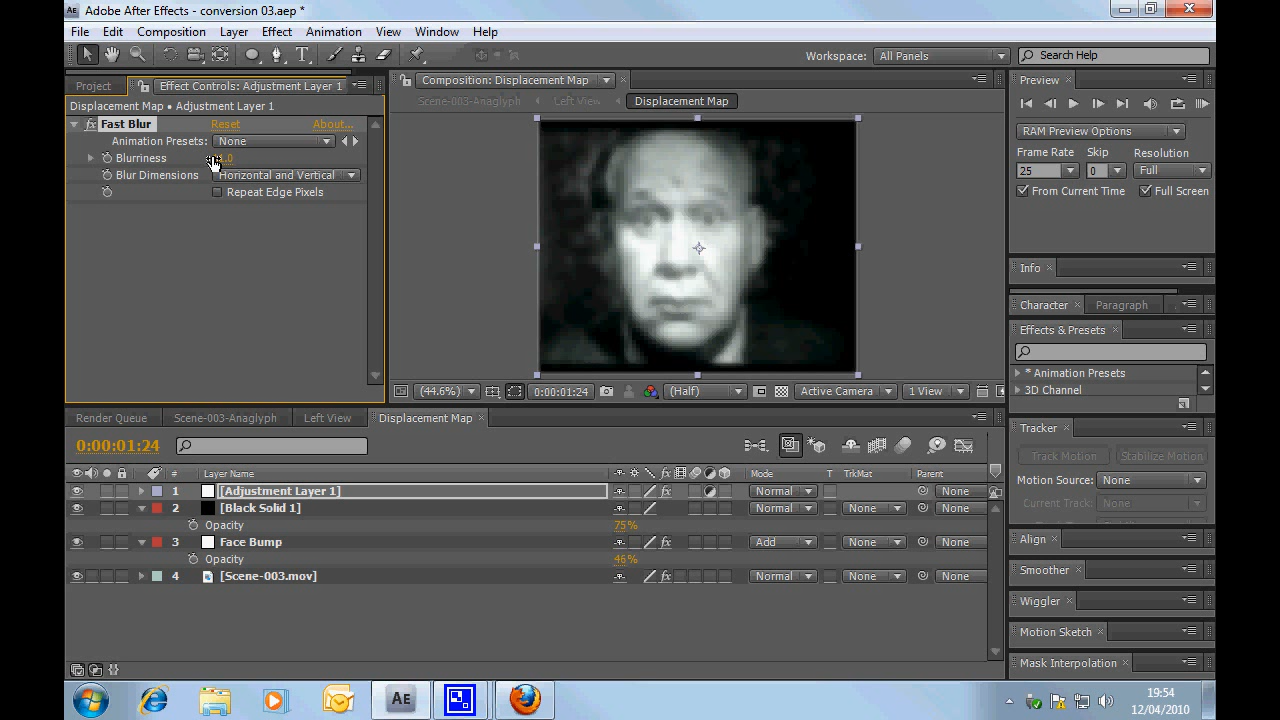 Adobe After Effects - conversion 03.aep *
File Edit Composition Layer Effect Animation View Window Help
Workspace: All Panels Search Help
Project Effect Controls: Adjustment Layer 1
Displacement Map • Adjustment Layer 1
fx Fast Blur Reset About...
Animation Presets: None
Blurriness
Blur Dimensions Horizontal and Vertical
Repeat Edge Pixels
Composition: Displacement Map
Scene-003-Anaglyph Left View Displacement Map
(44.6%) 0:00:01:24 (Half) Active Camera 1 View
Preview
RAM Preview Options
Frame Rate Skip Resolution
25 0 Full
From Current Time Full Screen
Info
Character Paragraph
Effects & Presets
* Animation Presets
3D Channel
Tracker
Track Motion Stabilize Motion
Motion Source: None
Current Track: None
Align
Smoother
Wiggler
Motion Sketch
Mask Interpolation
Render Queue Scene-003-Anaglyph Left View Displacement Map
0:00:01:24
# Layer Name fx Mode T TrkMat Parent
1 [Adjustment Layer 1] fx Normal None
2 [Black Solid 1] Normal None None
Opacity 75%
3 Face Bump fx Add None None
Opacity 46%
4 [Scene-003.mov] fx Normal None None
AE
19:54
12/04/2010